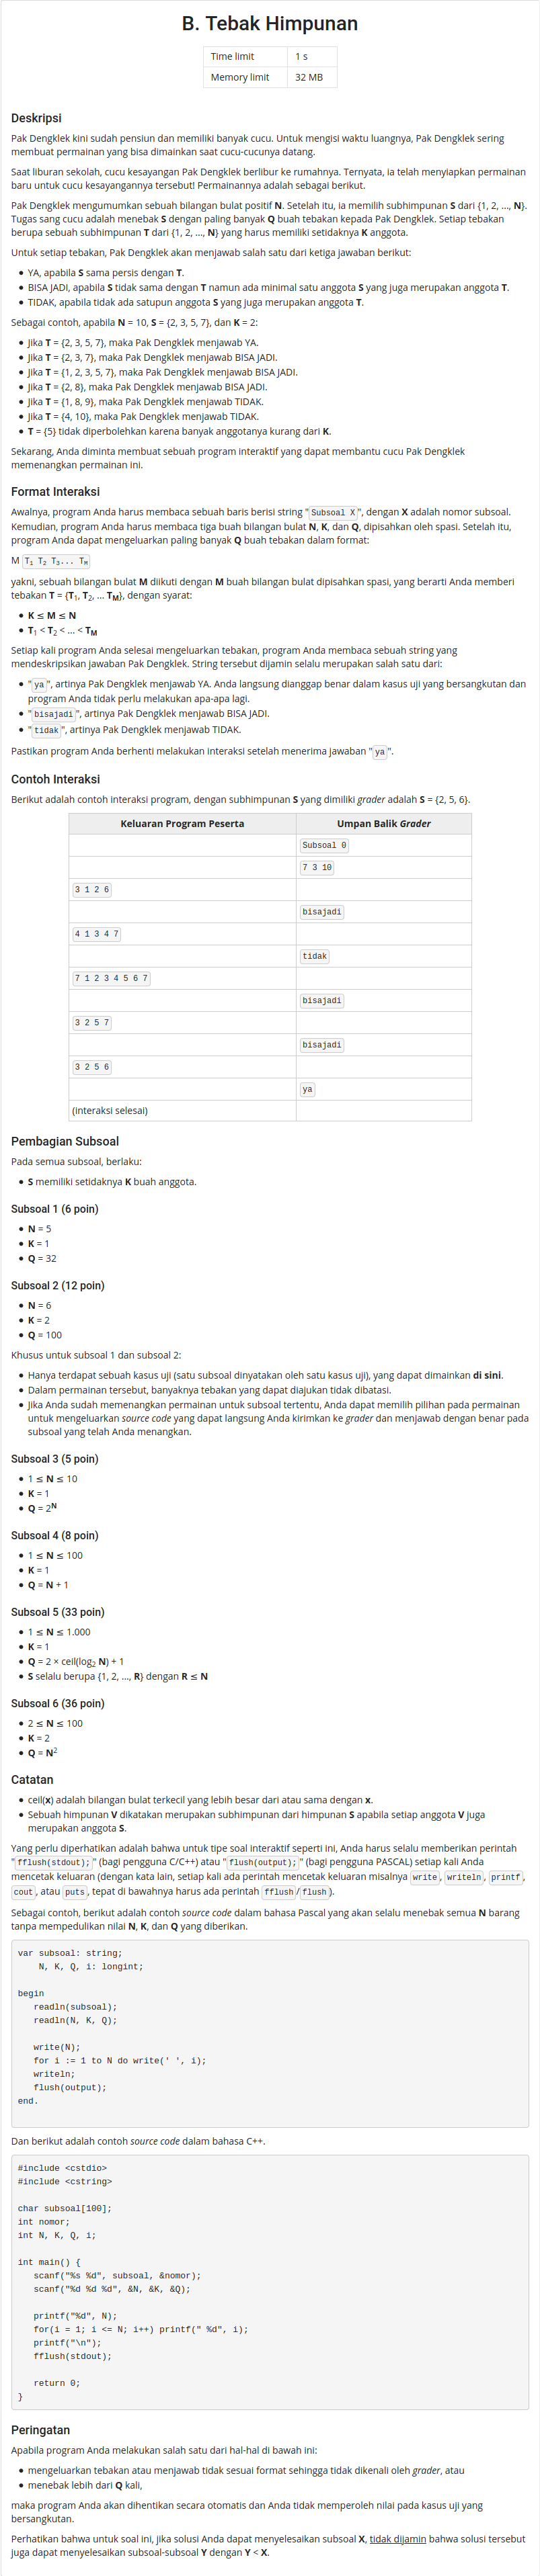 B. Tebak Himpunan
Time limit 1 s
Memory limit 32 MB
Deskripsi
Pak Dengklek kini sudah pensiun dan memiliki banyak cucu. Untuk mengisi waktu luangnya, Pak Dengklek sering
membuat permainan yang bisa dimainkan saat cucu-cucunya datang.
Saat liburan sekolah, cucu kesayangan Pak Dengklek berlibur ke rumahnya. Ternyata, ia telah menyiapkan permainan
baru untuk cucu kesayangannya tersebut! Permainannya adalah sebagai berikut.
Pak Dengklek mengumumkan sebuah bilangan bulat positif N. Setelah itu, ia memilih subhimpunan S dari {1, 2, ..., N}.
Tugas sang cucu adalah menebak S dengan paling banyak Q buah tebakan kepada Pak Dengklek. Setiap tebakan
berupa sebuah subhimpunan T dari {1, 2, ..., N} yang harus memiliki setidaknya K anggota.
Untuk setiap tebakan, Pak Dengklek akan menjawab salah satu dari ketiga jawaban berikut:
• YA, apabila S sama persis dengan T.
• BISA JADI, apabila S tidak sama dengan T namun ada minimal satu anggota S yang juga merupakan anggota T.
• TIDAK, apabila tidak ada satupun anggota S yang juga merupakan anggota T.
Sebagai contoh, apabila N = 10, S = {2, 3, 5, 7}, dan K = 2:
• Jika T = {2, 3, 5, 7}, maka Pak Dengklek menjawab YA.
• Jika T = {2, 3, 7}, maka Pak Dengklek menjawab BISA JADI.
• Jika T = {1, 2, 3, 5, 7}, maka Pak Dengklek menjawab BISA JADI.
• Jika T = {2, 8}, maka Pak Dengklek menjawab BISA JADI.
• Jika T = {1, 8, 9}, maka Pak Dengklek menjawab TIDAK.
• Jika T = {4, 10}, maka Pak Dengklek menjawab TIDAK.
• T = {5} tidak diperbolehkan karena banyak anggotanya kurang dari K.
Sekarang, Anda diminta membuat sebuah program interaktif yang dapat membantu cucu Pak Dengklek
memenangkan permainan ini.
Format Interaksi
Awalnya, program Anda harus membaca sebuah baris berisi string "Subsoal X", dengan X adalah nomor subsoal.
Kemudian, program Anda harus membaca tiga buah bilangan bulat N, K, dan Q, dipisahkan oleh spasi. Setelah itu,
program Anda dapat mengeluarkan paling banyak Q buah tebakan dalam format:
M T₁ T₂ T₃... Tₘ
yakni, sebuah bilangan bulat M diikuti dengan M buah bilangan bulat dipisahkan spasi, yang berarti Anda memberi
tebakan T = {T₁, T₂, ... Tₘ}, dengan syarat:
• K ≤ M ≤ N
• T₁ < T₂ < ... < Tₘ
Setiap kali program Anda selesai mengeluarkan tebakan, program Anda membaca sebuah string yang
mendeskripsikan jawaban Pak Dengklek. String tersebut dijamin selalu merupakan salah satu dari:
• "ya", artinya Pak Dengklek menjawab YA. Anda langsung dianggap benar dalam kasus uji yang bersangkutan dan
program Anda tidak perlu melakukan apa-apa lagi.
• "bisajadi", artinya Pak Dengklek menjawab BISA JADI.
• "tidak", artinya Pak Dengklek menjawab TIDAK.
Pastikan program Anda berhenti melakukan interaksi setelah menerima jawaban "ya".
Contoh Interaksi
Berikut adalah contoh interaksi program, dengan subhimpunan S yang dimiliki grader adalah S = {2, 5, 6}.
Keluaran Program Peserta Umpan Balik Grader
Subsoal 0
7 3 10
3 1 2 6
bisajadi
4 1 3 4 7
tidak
7 1 2 3 4 5 6 7
bisajadi
3 2 5 7
bisajadi
3 2 5 6
ya
(interaksi selesai)
Pembagian Subsoal
Pada semua subsoal, berlaku:
• S memiliki setidaknya K buah anggota.
Subsoal 1 (6 poin)
• N = 5
• K = 1
• Q = 32
Subsoal 2 (12 poin)
• N = 6
• K = 2
• Q = 100
Khusus untuk subsoal 1 dan subsoal 2:
• Hanya terdapat sebuah kasus uji (satu subsoal dinyatakan oleh satu kasus uji), yang dapat dimainkan di sini.
• Dalam permainan tersebut, banyaknya tebakan yang dapat diajukan tidak dibatasi.
• Jika Anda sudah memenangkan permainan untuk subsoal tertentu, Anda dapat memilih pilihan pada permainan
untuk mengeluarkan source code yang dapat langsung Anda kirimkan ke grader dan menjawab dengan benar pada
subsoal yang telah Anda menangkan.
Subsoal 3 (5 poin)
• 1 ≤ N ≤ 10
• K = 1
• Q = 2ᴺ
Subsoal 4 (8 poin)
• 1 ≤ N ≤ 100
• K = 1
• Q = N + 1
Subsoal 5 (33 poin)
• 1 ≤ N ≤ 1.000
• K = 1
• Q = 2 × ceil(log₂ N) + 1
• S selalu berupa {1, 2, ..., R} dengan R ≤ N
Subsoal 6 (36 poin)
• 2 ≤ N ≤ 100
• K = 2
• Q = N²
Catatan
• ceil(x) adalah bilangan bulat terkecil yang lebih besar dari atau sama dengan x.
• Sebuah himpunan V dikatakan merupakan subhimpunan dari himpunan S apabila setiap anggota V juga
merupakan anggota S.
Yang perlu diperhatikan adalah bahwa untuk tipe soal interaktif seperti ini, Anda harus selalu memberikan perintah
"fflush(stdout);" (bagi pengguna C/C++) atau "flush(output);" (bagi pengguna PASCAL) setiap kali Anda
mencetak keluaran (dengan kata lain, setiap kali ada perintah mencetak keluaran misalnya write, writeln, printf,
cout, atau puts, tepat di bawahnya harus ada perintah fflush/flush).
Sebagai contoh, berikut adalah contoh source code dalam bahasa Pascal yang akan selalu menebak semua N barang
tanpa mempedulikan nilai N, K, dan Q yang diberikan.
var subsoal: string;
    N, K, Q, i: longint;
begin
   readln(subsoal);
   readln(N, K, Q);
   write(N);
   for i := 1 to N do write(' ', i);
   writeln;
   flush(output);
end.
Dan berikut adalah contoh source code dalam bahasa C++.
#include <cstdio>
#include <cstring>
char subsoal[100];
int nomor;
int N, K, Q, i;
int main() {
   scanf("%s %d", subsoal, &nomor);
   scanf("%d %d %d", &N, &K, &Q);
   printf("%d", N);
   for(i = 1; i <= N; i++) printf(" %d", i);
   printf("\n");
   fflush(stdout);
   return 0;
}
Peringatan
Apabila program Anda melakukan salah satu dari hal-hal di bawah ini:
• mengeluarkan tebakan atau menjawab tidak sesuai format sehingga tidak dikenali oleh grader, atau
• menebak lebih dari Q kali,
maka program Anda akan dihentikan secara otomatis dan Anda tidak memperoleh nilai pada kasus uji yang
bersangkutan.
Perhatikan bahwa untuk soal ini, jika solusi Anda dapat menyelesaikan subsoal X, tidak dijamin bahwa solusi tersebut
juga dapat menyelesaikan subsoal-subsoal Y dengan Y < X.